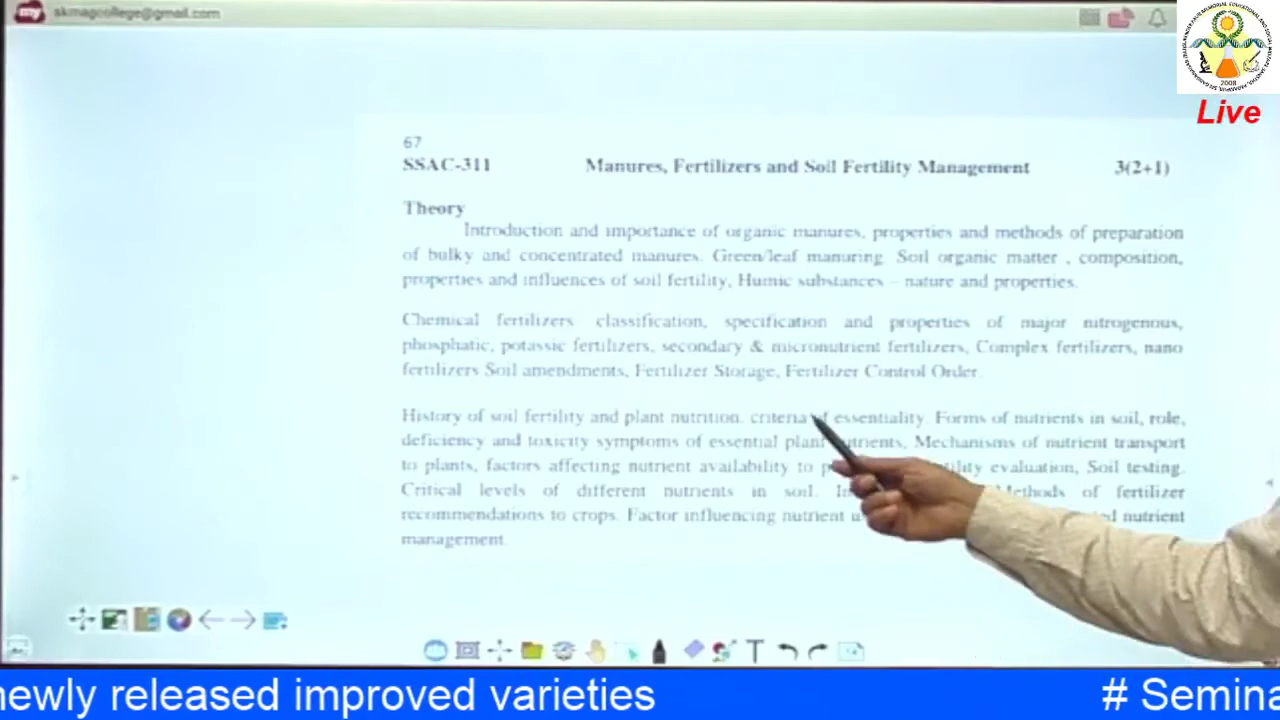 my skmagcollege@gmail.com
2008
Live
67
SSAC-311 Manures, Fertilizers and Soil Fertility Management 3(2+1)
Theory
Introduction and importance of organic manures, properties and methods of preparation
of bulky and concentrated manures. Green/leaf manuring. Soil organic matter , composition,
properties and influences of soil fertility, Humic substances – nature and properties.
Chemical fertilizers classification, specification and properties of major nitrogenous,
phosphatic, potassic fertilizers, secondary & micronutrient fertilizers, Complex fertilizers, nano
fertilizers Soil amendments, Fertilizer Storage, Fertilizer Control Order.
History of soil fertility and plant nutrition. criteria of essentiality. Forms of nutrients in soil, role,
deficiency and toxicity symptoms of essential plant nutrients, Mechanisms of nutrient transport
to plants, factors affecting nutrient availability to evaluation, Soil testing.
Critical levels of different nutrients in soil. Methods of fertilizer
recommendations to crops. Factor influencing nutrient nutrient
management.
newly released improved varieties # Semina